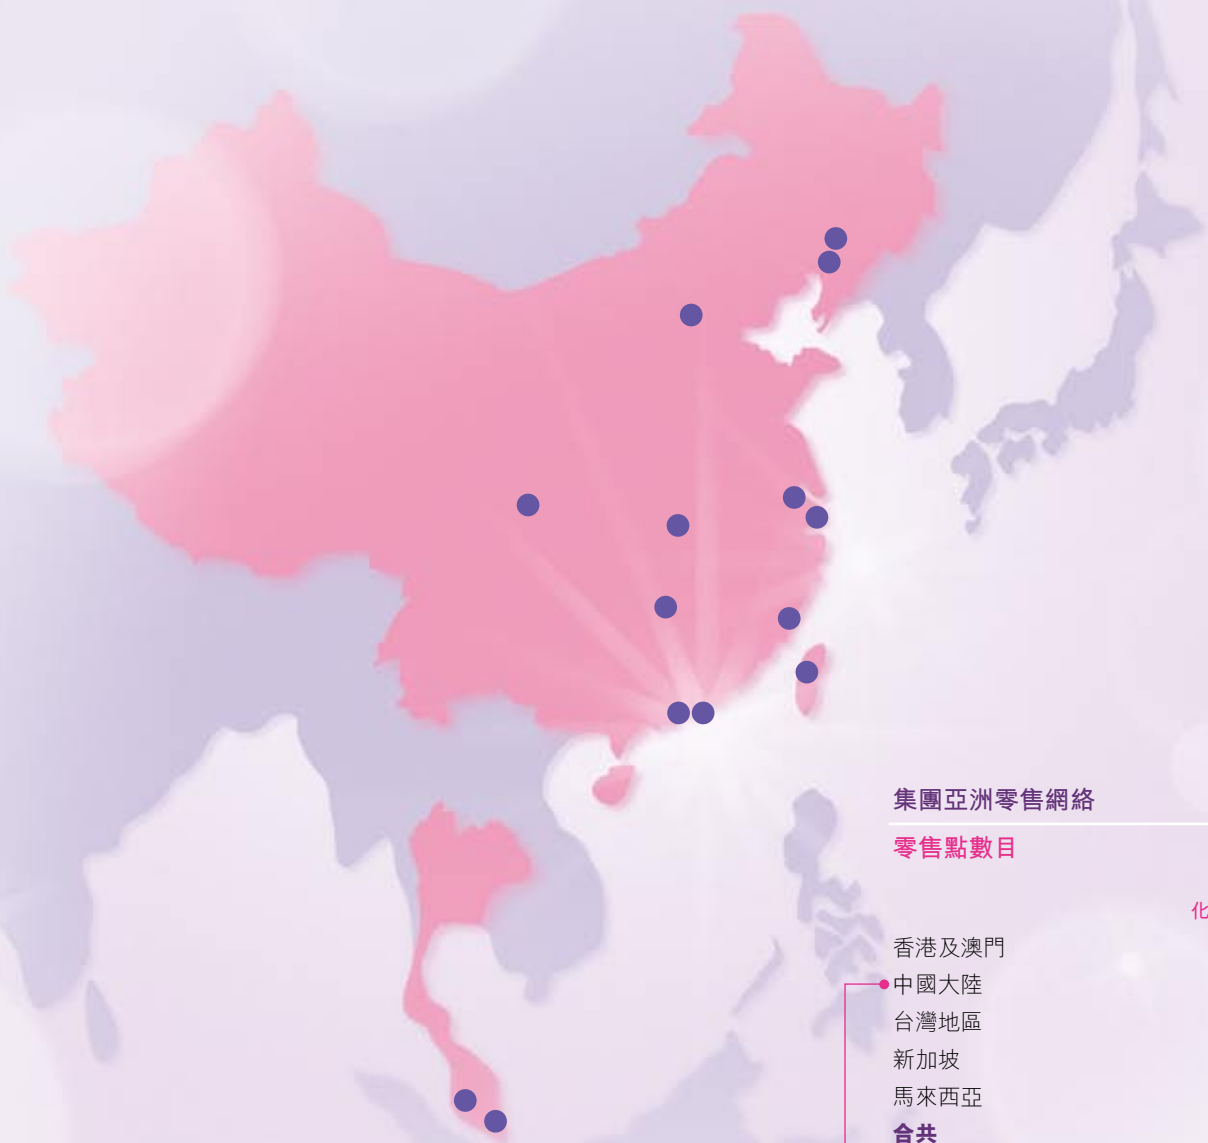 集團亞洲零售網絡
零售點數目
化
香港及澳門
中國大陸
台灣地區
新加坡
馬來西亞
合共